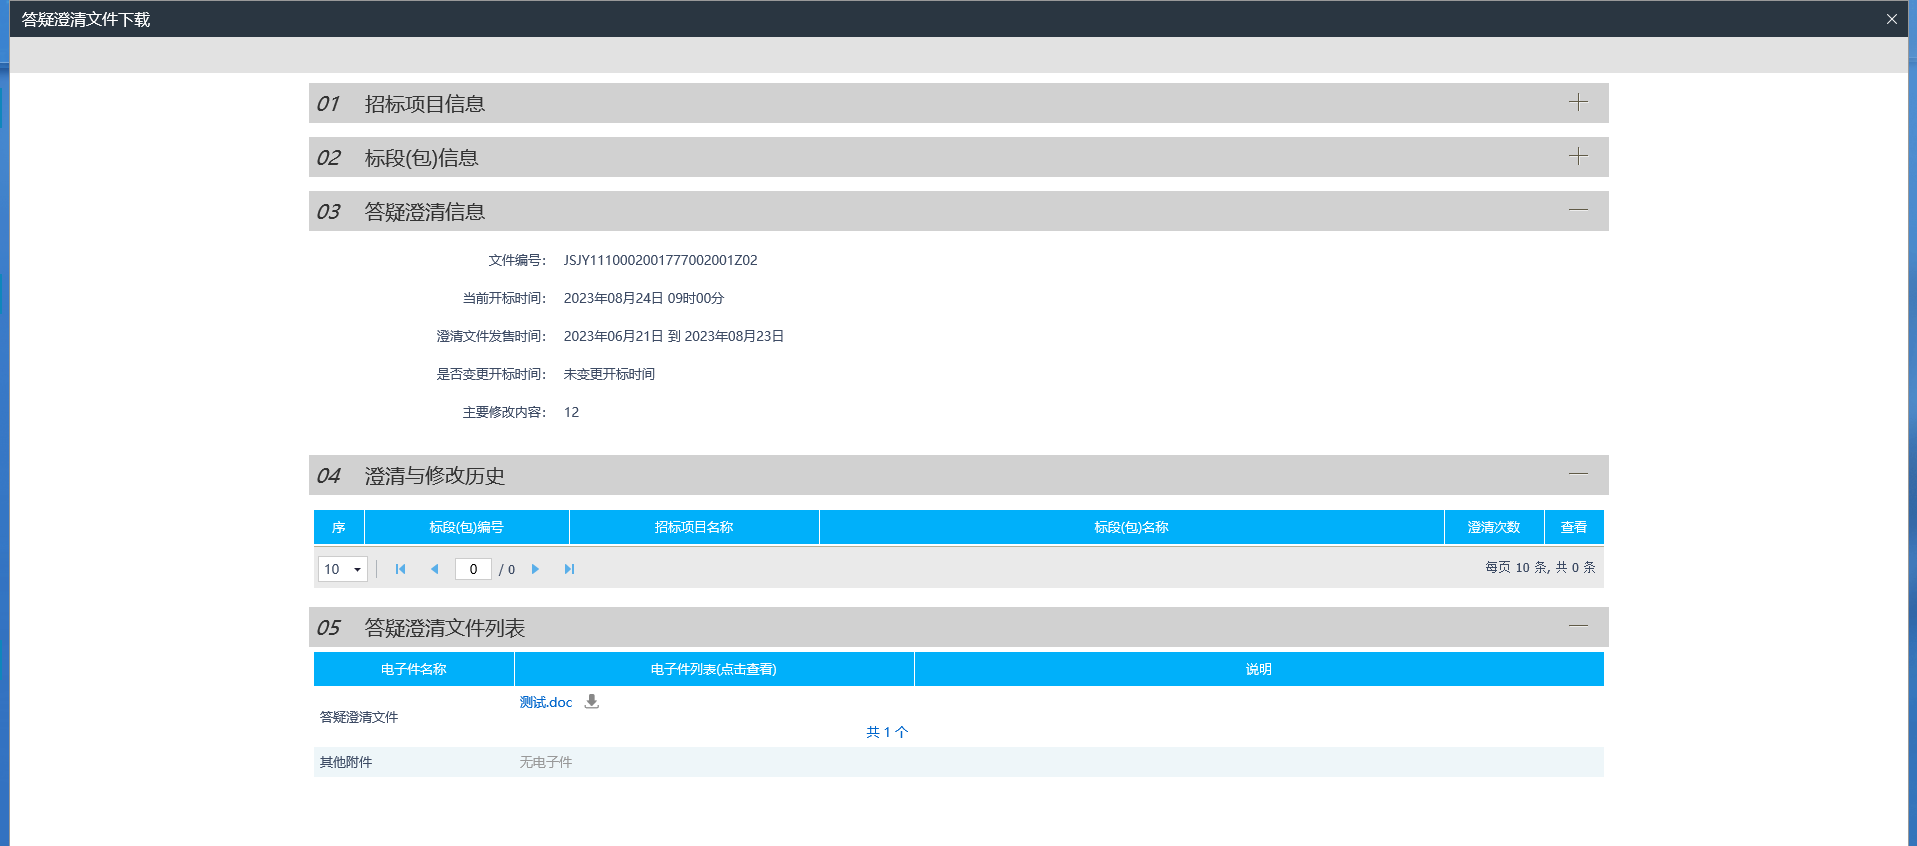 答疑澄清文件下载
01 招标项目信息
02 标段(包)信息
03 答疑澄清信息
文件编号： JSJY1110002001777002001Z02
当前开标时间： 2023年08月24日 09时00分
澄清文件发售时间： 2023年06月21日 到 2023年08月23日
是否变更开标时间： 未变更开标时间
主要修改内容： 12
04 澄清与修改历史
序 标段(包)编号 招标项目名称 标段(包)名称 澄清次数 查看
10 0 / 0 每页 10 条, 共 0 条
05 答疑澄清文件列表
电子件名称 电子件列表(点击查看) 说明
答疑澄清文件 测试.doc
共 1 个
其他附件 无电子件